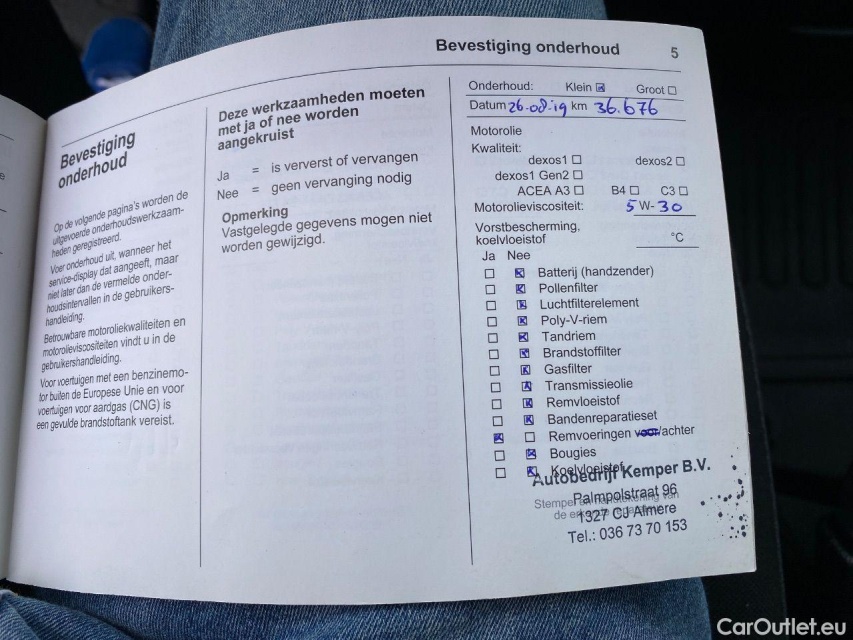 Bevestiging onderhoud 5
Bevestiging
onderhoud
Op de volgende pagina's worden de
uitgevoerde onderhoudswerkzaam-
heden geregistreerd.
Voer onderhoud uit, wanneer het
service-display dat aangeeft, maar
niet later dan de vermelde onder-
houdsintervallen in de gebruikers-
handleiding.
Betrouwbare motoroliekwaliteiten en
motorolieviscositeiten vindt u in de
gebruikershandleiding.
Voor voertuigen met een benzinemo-
tor buiten de Europese Unie en voor
voertuigen voor aardgas (CNG) is
een gevulde brandstoftank vereist.
Deze werkzaamheden moeten
met ja of nee worden
aangekruist
Ja = is ververst of vervangen
Nee = geen vervanging nodig
Opmerking
Vastgelegde gegevens mogen niet
worden gewijzigd.
Onderhoud: Klein Groot
Datum 26.08.19 km 36.676
Motorolie
Kwaliteit:
dexos1 dexos2
dexos1 Gen2
ACEA A3 B4 C3
Motorolieviscositeit: 5 W-30
Vorstbescherming,
koelvloeistof °C
Ja Nee
Batterij (handzender)
Pollenfilter
Luchtfilterelement
Poly-V-riem
Tandriem
Brandstoffilter
Gasfilter
Transmissieolie
Remvloeistof
Bandenreparatieset
Remvoeringen voor/achter
Bougies
Koelvloeistof
Autobedrijf Kemper B.V.
Palmpolstraat 96
1327 CJ Almere
Tel.: 036 73 70 153
Stempel en handtekening van
CarOutlet.eu